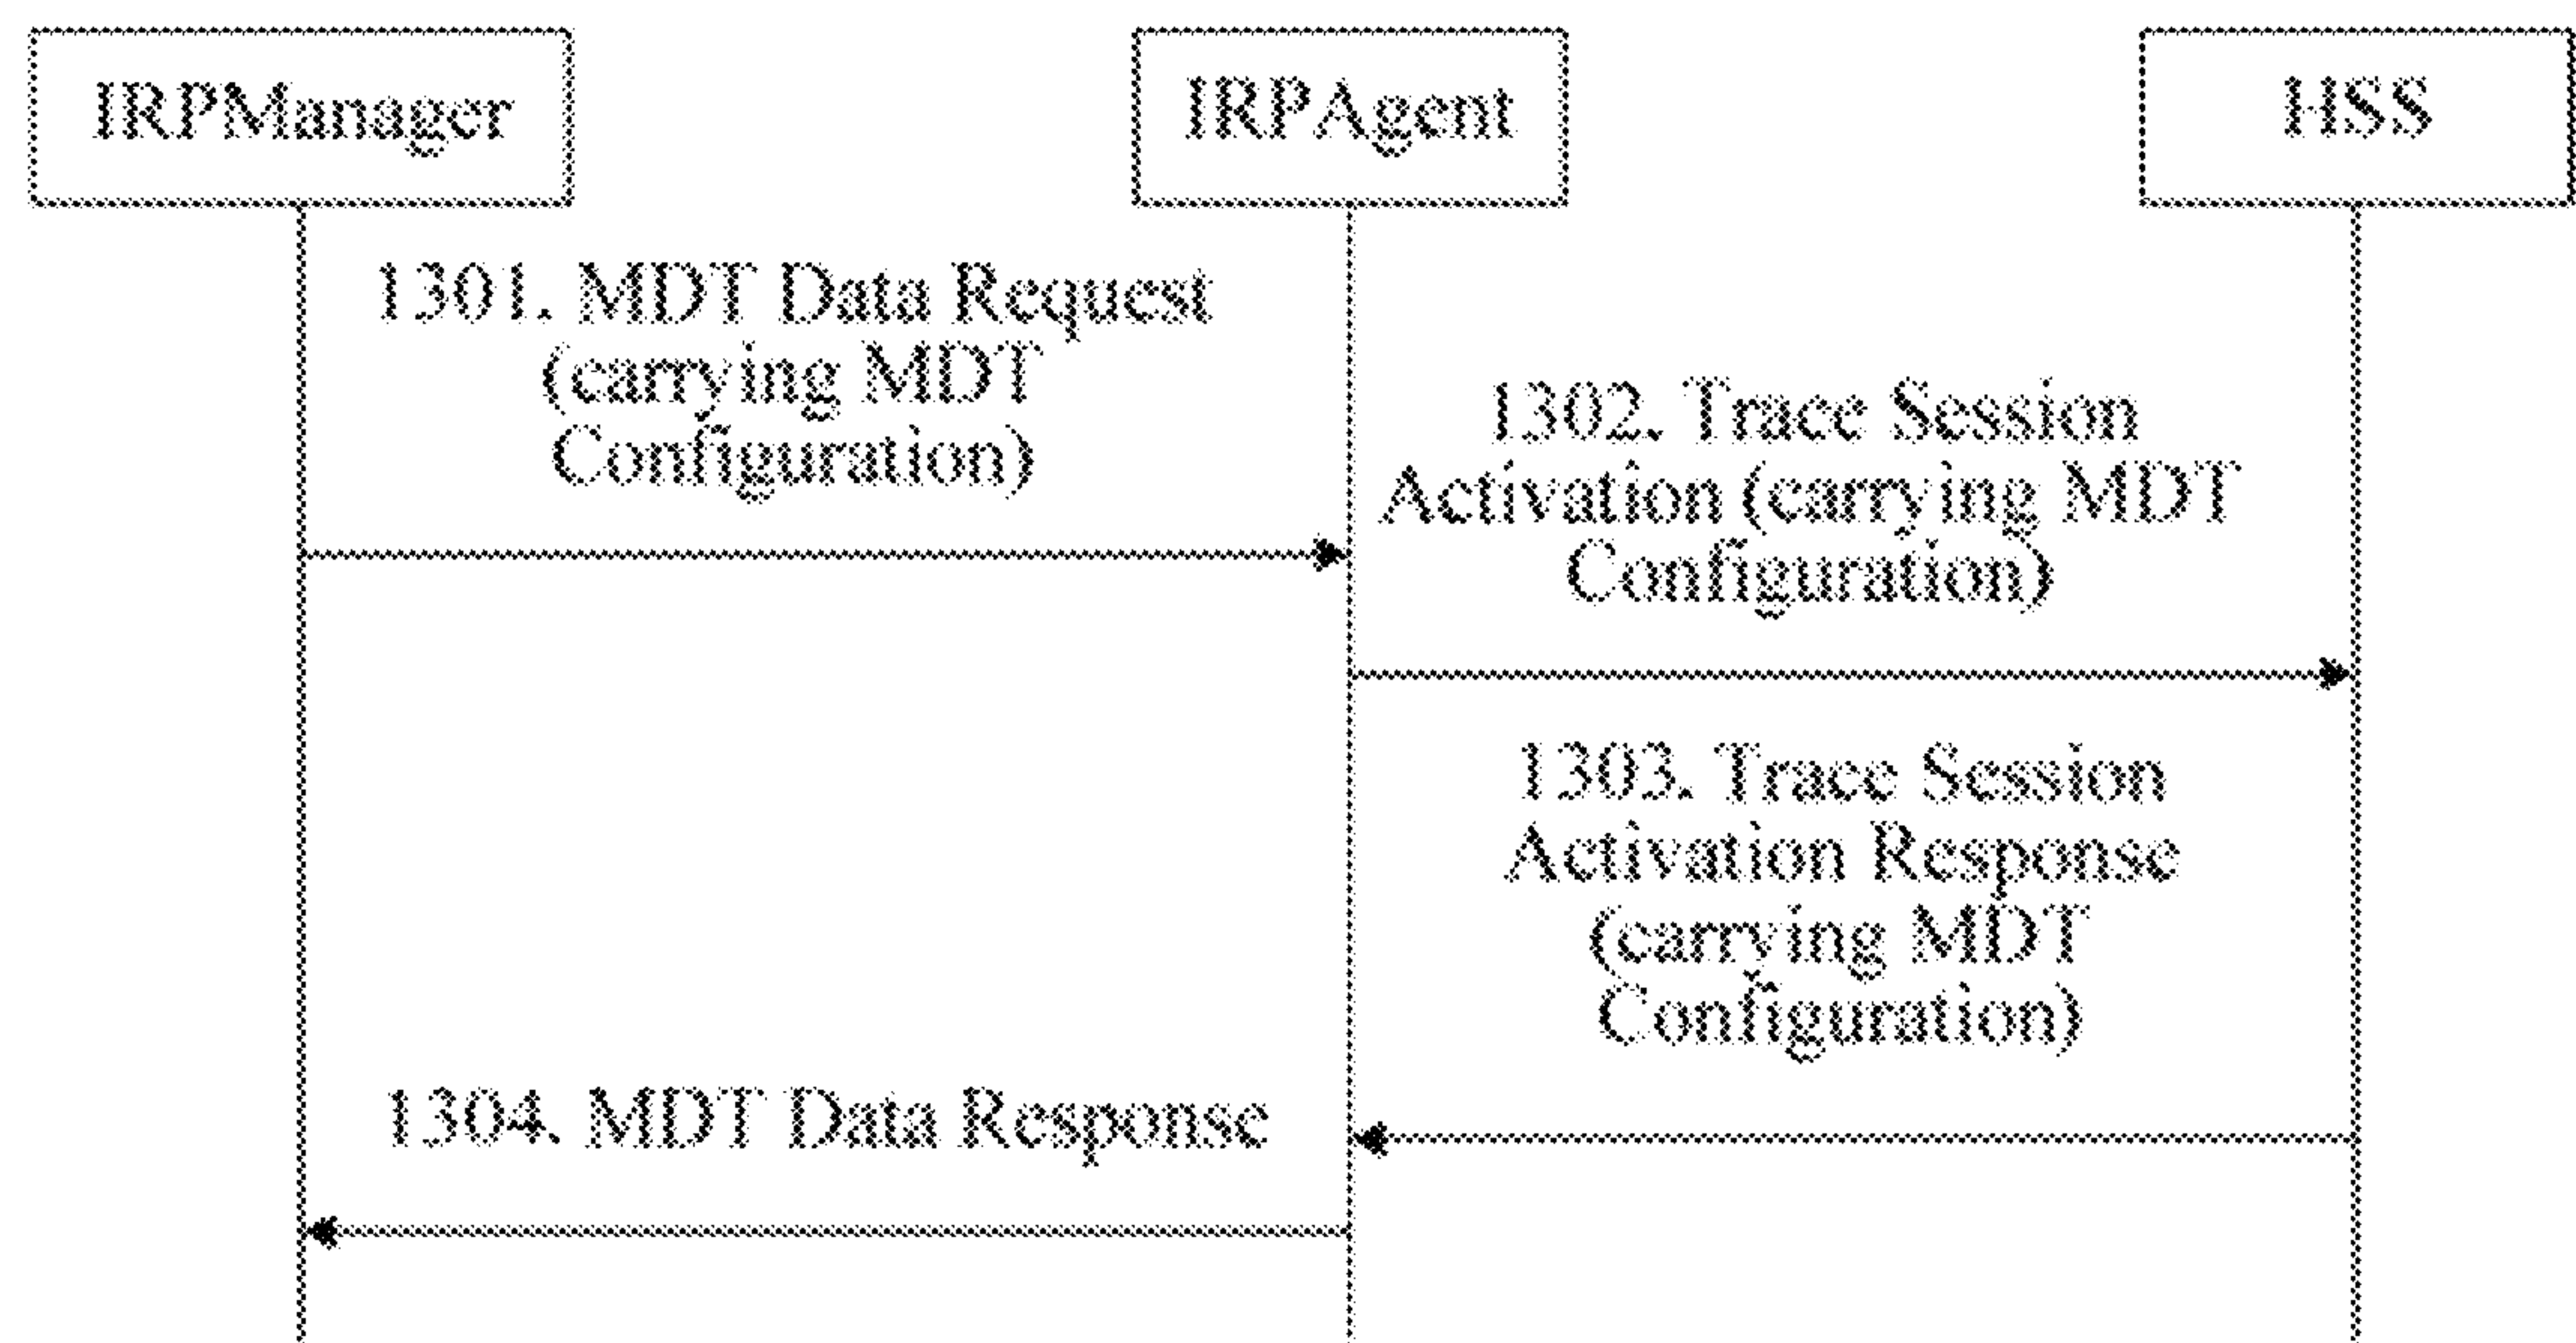 IRPManager
IRPAgent
HSS
1301. MDT Data Request
(carrying MDT
Configuration)
1302. Trace Session
Activation (carrying MDT
Configuration)
1303. Trace Session
Activation Response
(carrying MDT
Configuration)
1304. MDT Data Response